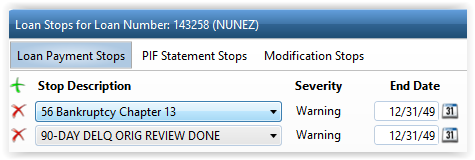 Loan Stops for Loan Number: 143258 (NUNEZ)
Loan Payment Stops PIF Statement Stops Modification Stops
Stop Description Severity End Date
56 Bankruptcy Chapter 13 Warning 12/31/49 31
90-DAY DELQ ORIG REVIEW DONE Warning 12/31/49 31